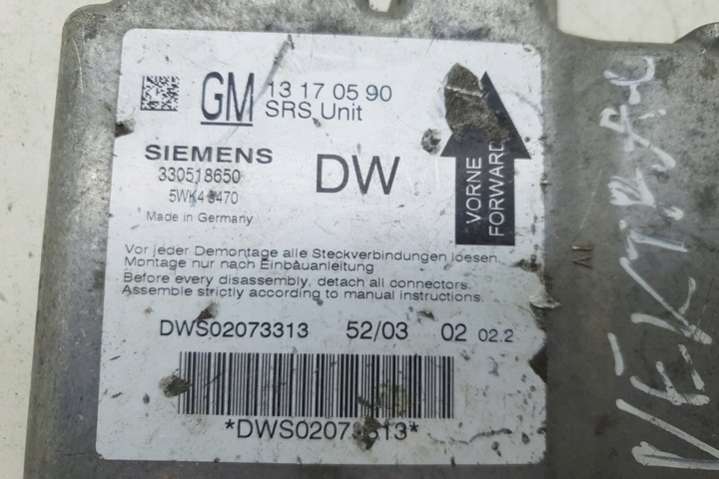 GM 13 17 05 90
SRS Unit
SIEMENS
330518650
DW
Made in Germany
VORNE
FORWARD
Vor jeder Demontage alle Steckverbindungen loesen.
Montage nur nach Einbauanleitung
Before every disassembly, detach all connectors.
Assemble strictly according to manual instructions.
DWS02073313 52/03 02 02.2
*DWS02073313*